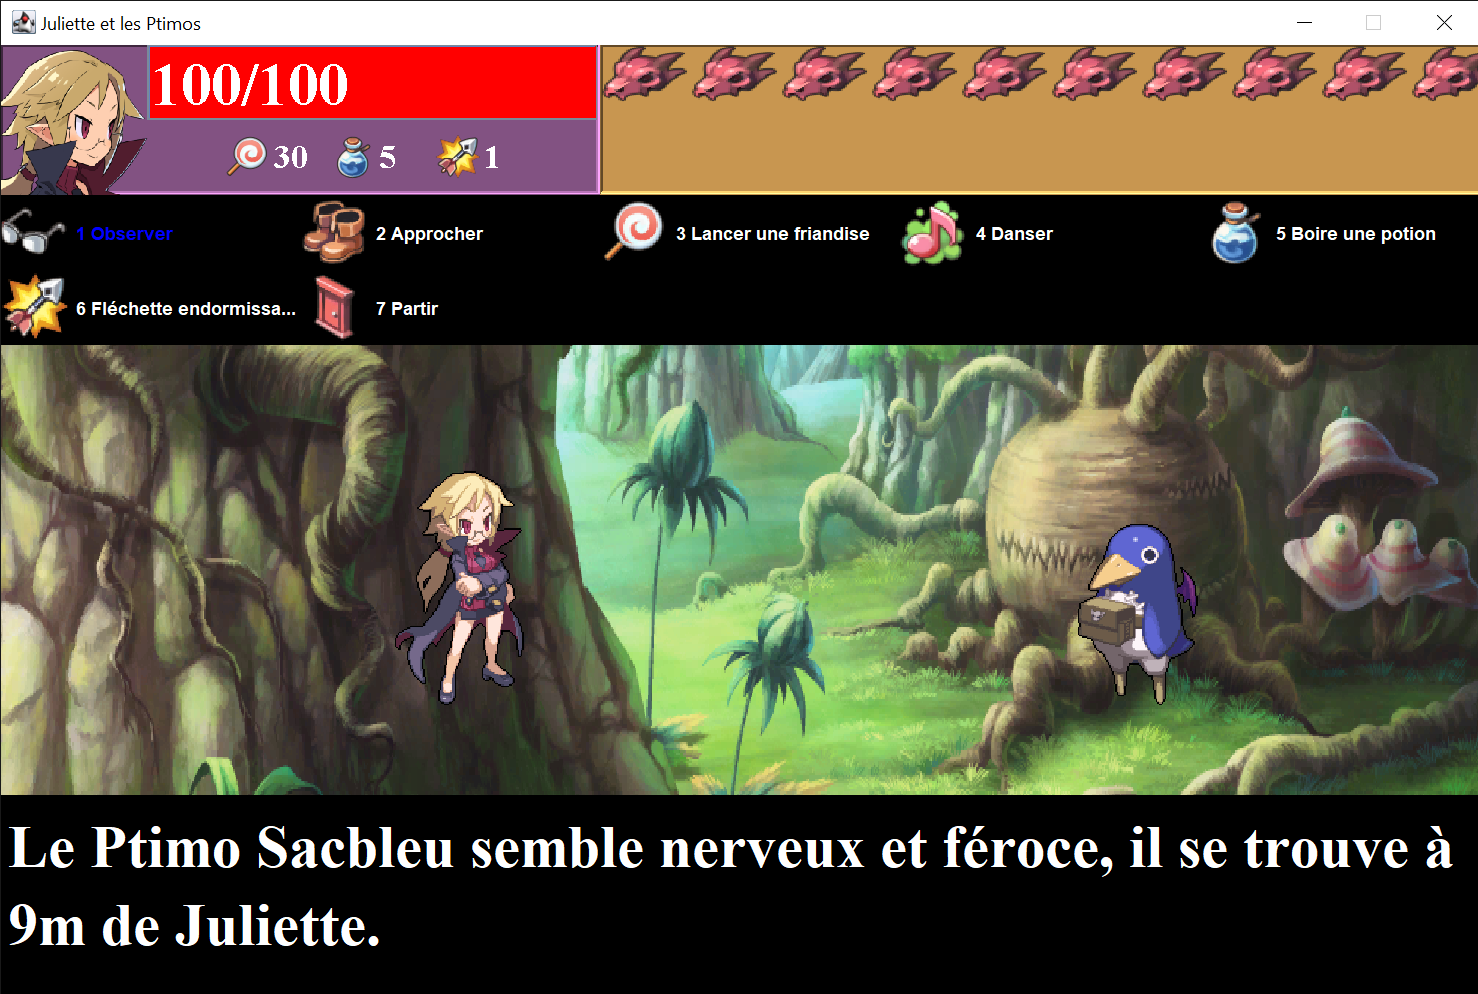 Juliette et les Ptimos
100/100
30 5 1
1 Observer 2 Approcher 3 Lancer une friandise 4 Danser 5 Boire une potion
6 Fléchette endormissa... 7 Partir
Le Ptimo Sacbleu semble nerveux et féroce, il se trouve à
9m de Juliette.